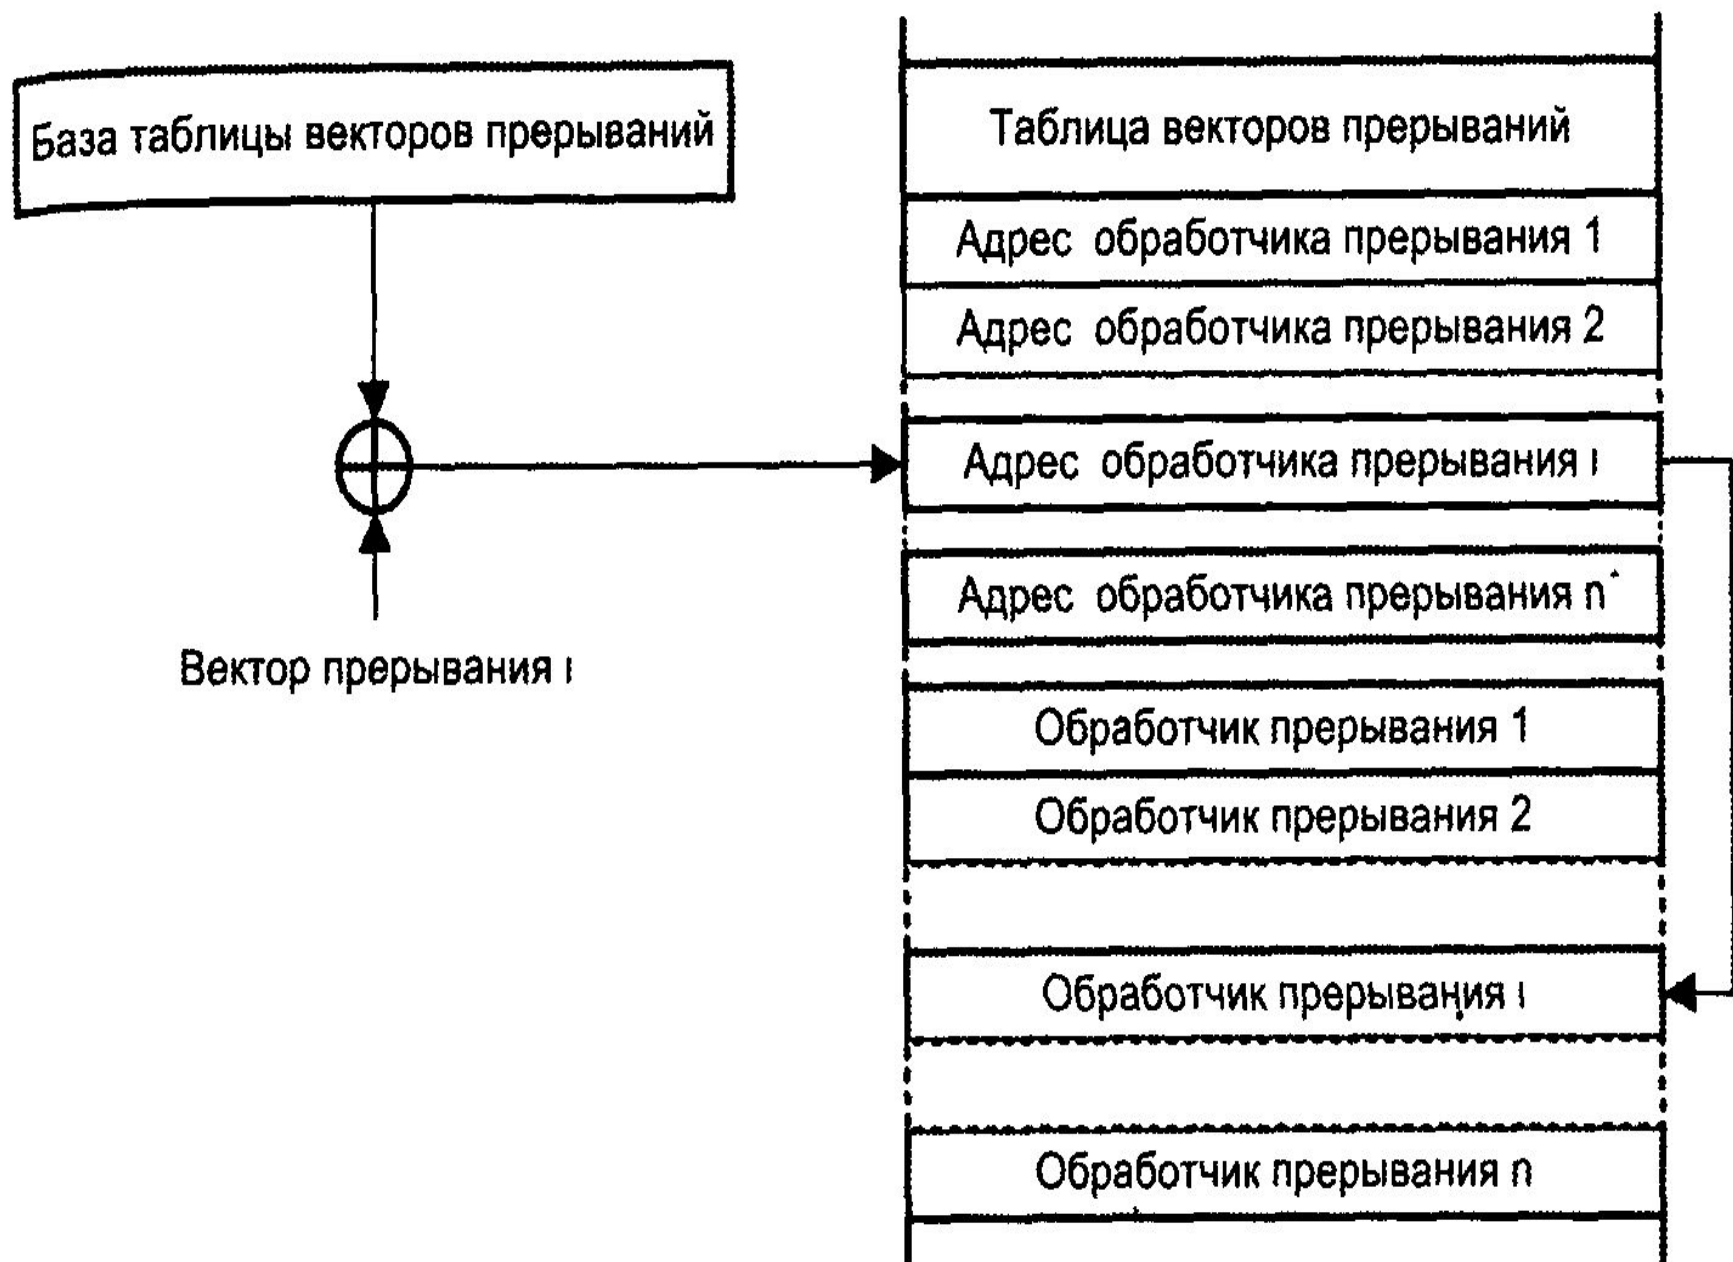 База таблицы векторов прерываний
Вектор прерывания i
Таблица векторов прерываний
Адрес обработчика прерывания 1
Адрес обработчика прерывания 2
Адрес обработчика прерывания i
Адрес обработчика прерывания n
Обработчик прерывания 1
Обработчик прерывания 2
Обработчик прерывания i
Обработчик прерывания n